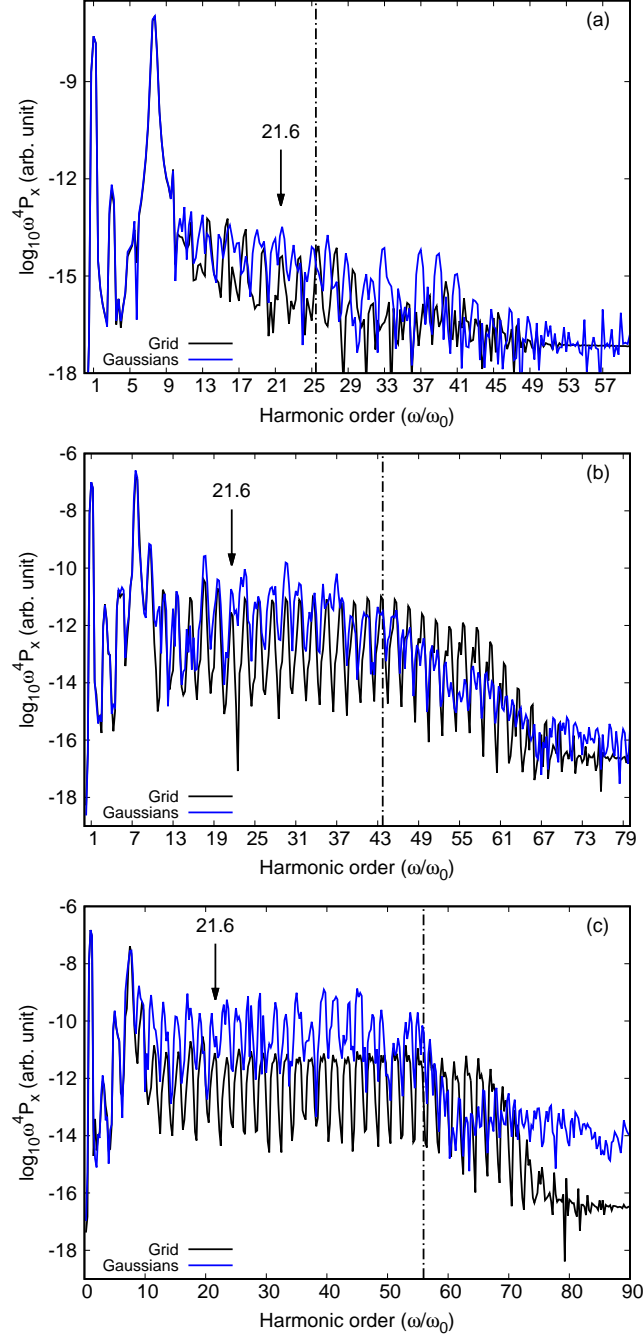 (a)
log10ω⁴Px (arb. unit)
-9
-12
-15
-18
21.6
Grid
Gaussians
1 5 9 13 17 21 25 29 33 37 41 45 49 53 57
Harmonic order (ω/ω0)
(b)
log10ω⁴Px (arb. unit)
-6
-8
-10
-12
-14
-16
-18
21.6
Grid
Gaussians
1 7 13 19 25 31 37 43 49 55 61 67 73 79
Harmonic order (ω/ω0)
(c)
log10ω⁴Px (arb. unit)
-6
-8
-10
-12
-14
-16
-18
21.6
Grid
Gaussians
0 10 20 30 40 50 60 70 80 90
Harmonic order (ω/ω0)